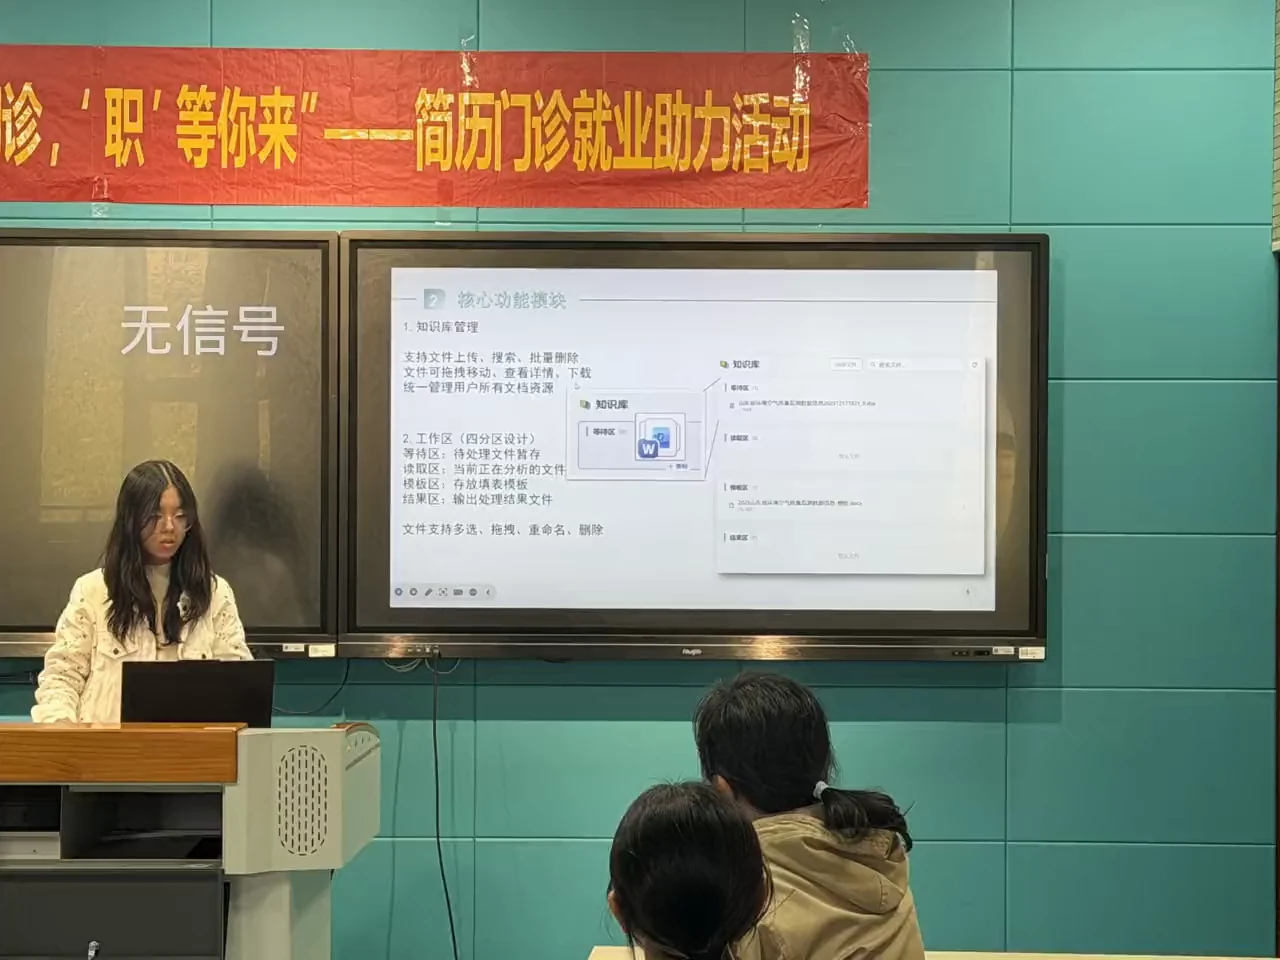 诊，‘职’等你来”——简历门诊就业助力活动
无信号
2 核心功能模块
1、知识库管理
支持文件上传、搜索、批量删除
文件可拖拽移动、查看详情、下载
统一管理用户所有文档资源
2、工作区（四分区设计）
等待区：待处理文件暂存
读取区：当前正在分析的文件
模板区：存放填表模板
结果区：输出处理结果文件
文件支持多选、拖拽、重命名、删除
知识库
等待区
W
知识库
等待区
读取区
模板区
结果区